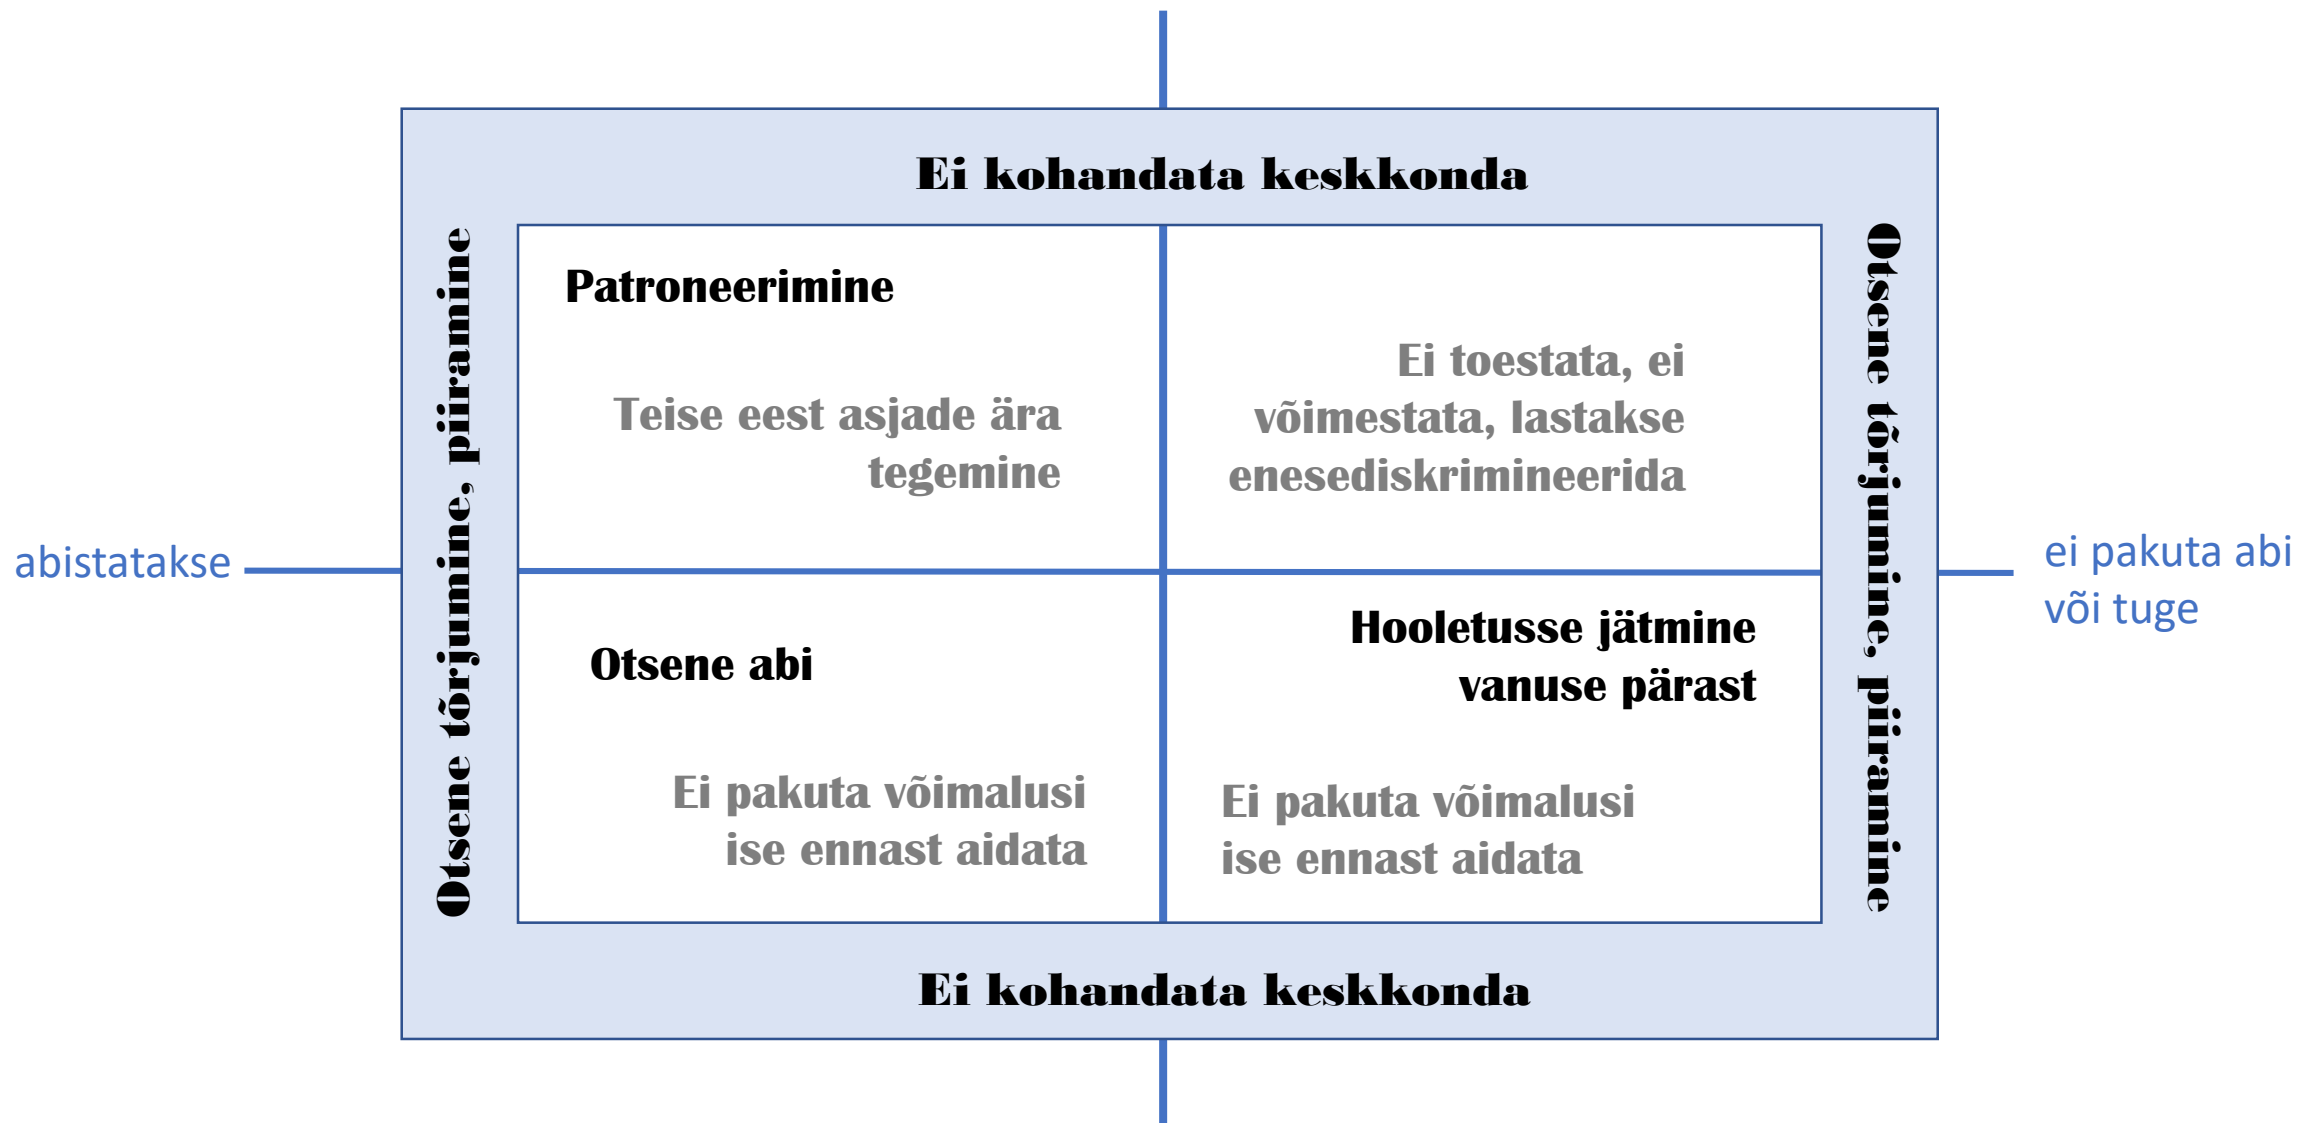 Ei kohandata keskkonda
Otsene tõrjumine, piiramine
Patroneerimine
Teise eest asjade ära
tegemine
Ei toestata, ei
võimestata, lastakse
enesediskrimineerida
Otsene tõrjumine, piiramine
abistatakse
ei pakuta abi
või tuge
Otsene abi
Ei pakuta võimalusi
ise ennast aidata
Hooletusse jätmine
vanuse pärast
Ei pakuta võimalusi
ise ennast aidata
Ei kohandata keskkonda